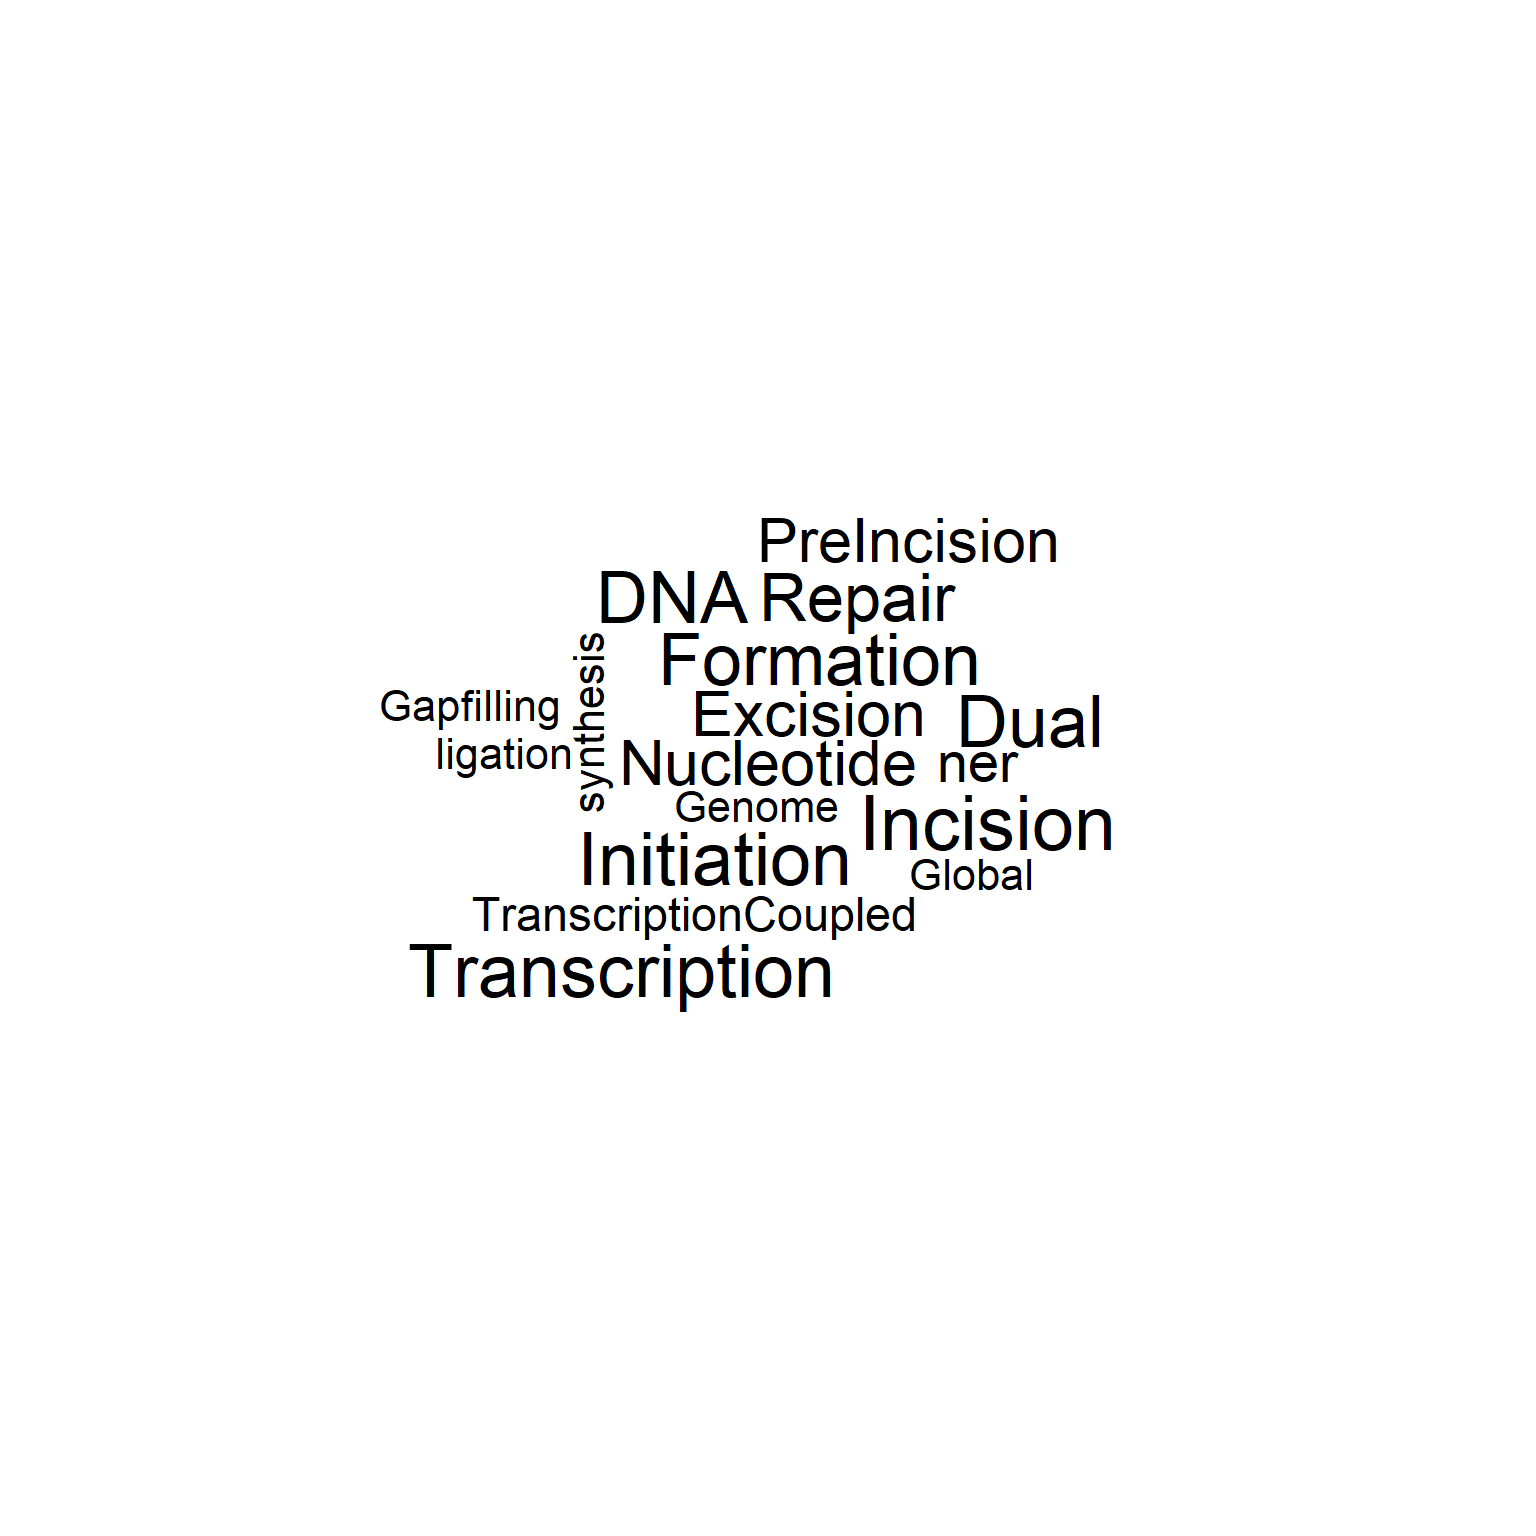 PreIncision
DNA Repair
synthesis
Formation
Gapfilling
Excision
Dual
ligation
Nucleotide ner
Genome
Incision
Initiation
Global
TranscriptionCoupled
Transcription